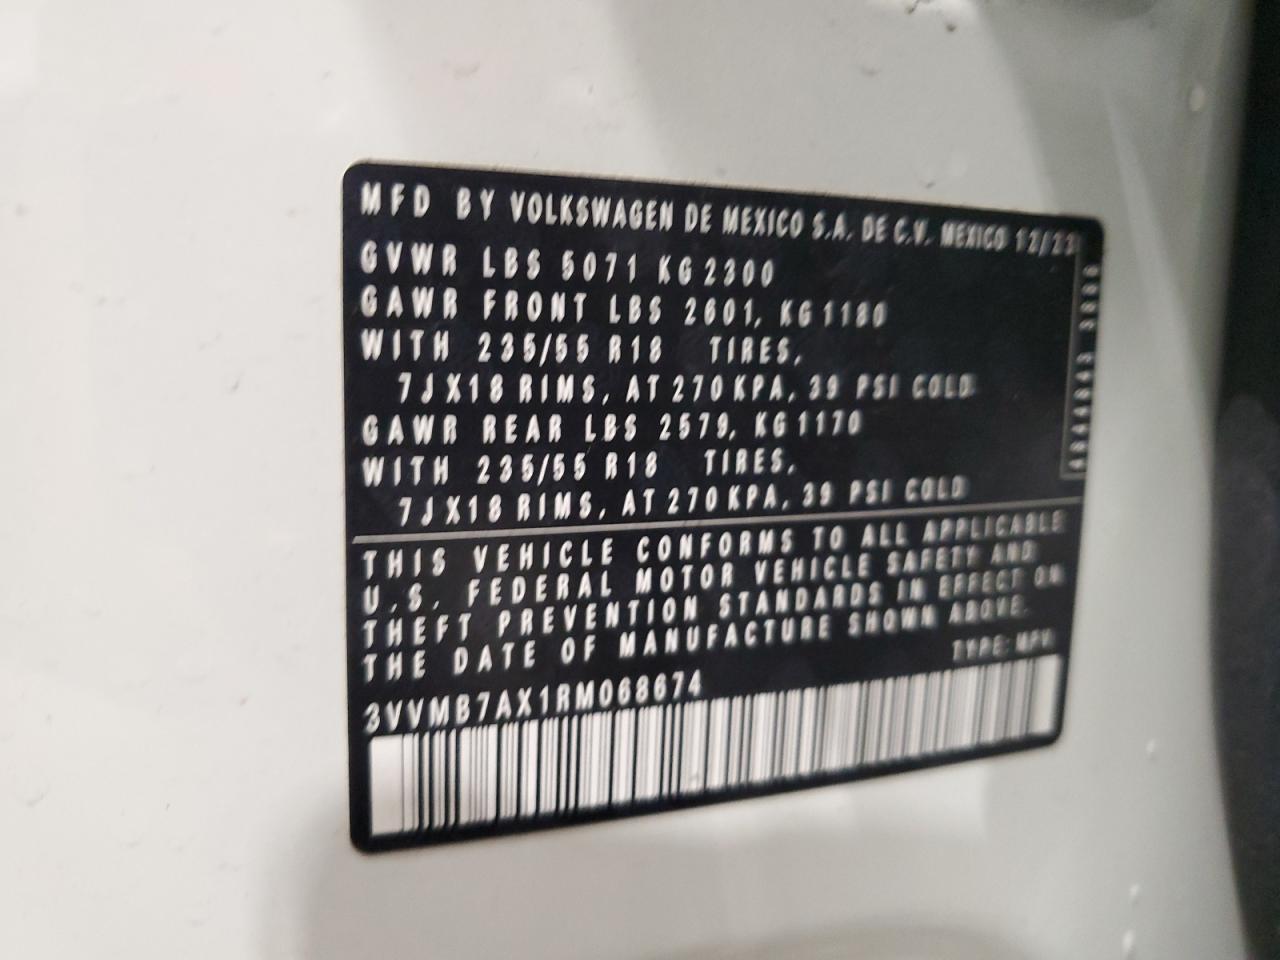 MFD BY VOLKSWAGEN DE MEXICO S.A. DE C.V. MEXICO 12/23
GVWR LBS 5071 KG 2300
GAWR FRONT LBS 2601, KG 1180
WITH 235/55 R18 TIRES,
7J X18 RIMS, AT 270 KPA, 39 PSI COLD
GAWR REAR LBS 2579, KG 1170
WITH 235/55 R18 TIRES,
7J X18 RIMS, AT 270 KPA, 39 PSI COLD
THIS VEHICLE CONFORMS TO ALL APPLICABLE
U.S. FEDERAL MOTOR VEHICLE SAFETY AND
THEFT PREVENTION STANDARDS IN EFFECT ON
THE DATE OF MANUFACTURE SHOWN ABOVE.
TYPE: MPV
3VVMB7AX1RM068674